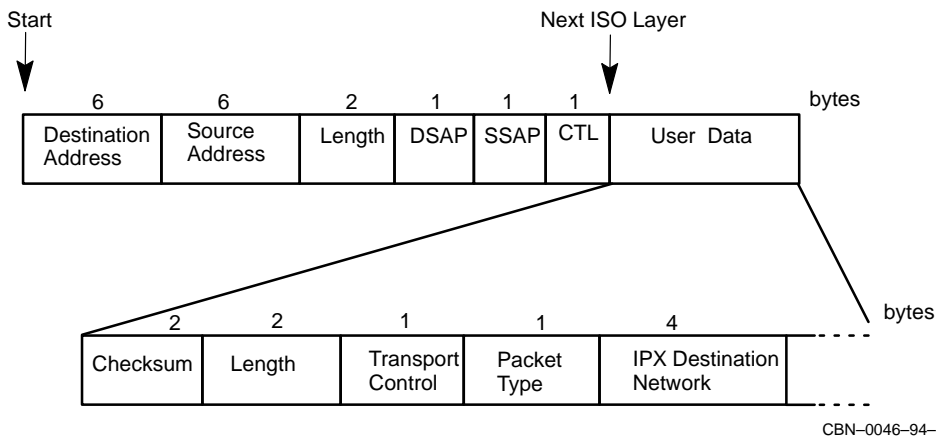 Start
Next ISO Layer
6 6 2 1 1 1 bytes
Destination Address
Source Address
Length
DSAP
SSAP
CTL
User Data
2 2 1 1 4 bytes
Checksum
Length
Transport Control
Packet Type
IPX Destination Network
CBN–0046–94–